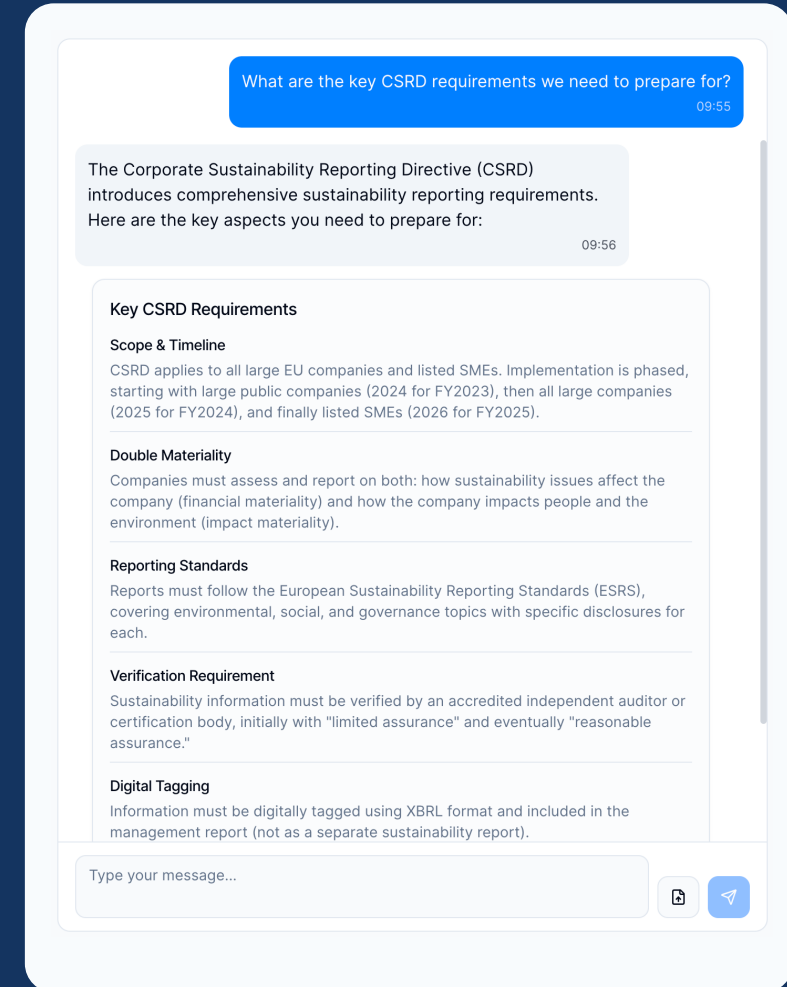 What are the key CSRD requirements we need to prepare for?
09:55
The Corporate Sustainability Reporting Directive (CSRD)
introduces comprehensive sustainability reporting requirements.
Here are the key aspects you need to prepare for:
09:56
Key CSRD Requirements
Scope & Timeline
CSRD applies to all large EU companies and listed SMEs. Implementation is phased,
starting with large public companies (2024 for FY2023), then all large companies
(2025 for FY2024), and finally listed SMEs (2026 for FY2025).
Double Materiality
Companies must assess and report on both: how sustainability issues affect the
company (financial materiality) and how the company impacts people and the
environment (impact materiality).
Reporting Standards
Reports must follow the European Sustainability Reporting Standards (ESRS),
covering environmental, social, and governance topics with specific disclosures for
each.
Verification Requirement
Sustainability information must be verified by an accredited independent auditor or
certification body, initially with "limited assurance" and eventually "reasonable
assurance."
Digital Tagging
Information must be digitally tagged using XBRL format and included in the
management report (not as a separate sustainability report).
Type your message...